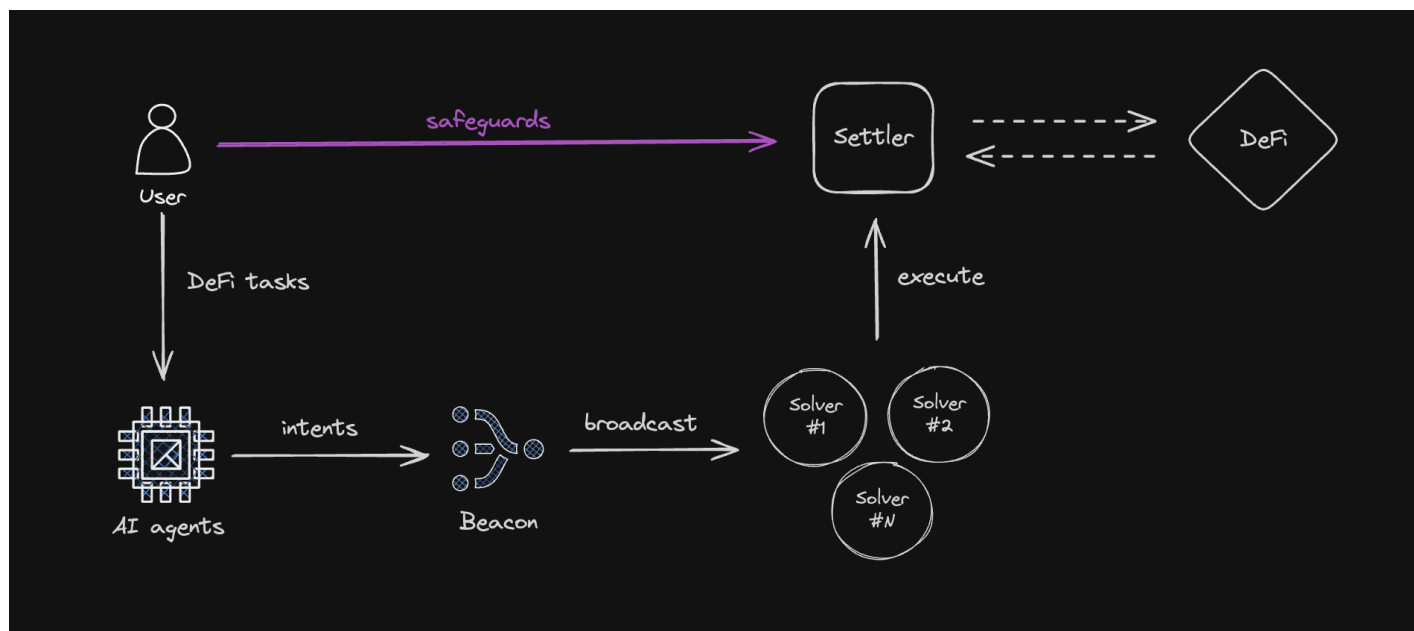 safeguards
Settler
DeFi
User
DeFi tasks
execute
intents
broadcast
Solver
#1
Solver
#2
Solver
#N
AI agents
Beacon